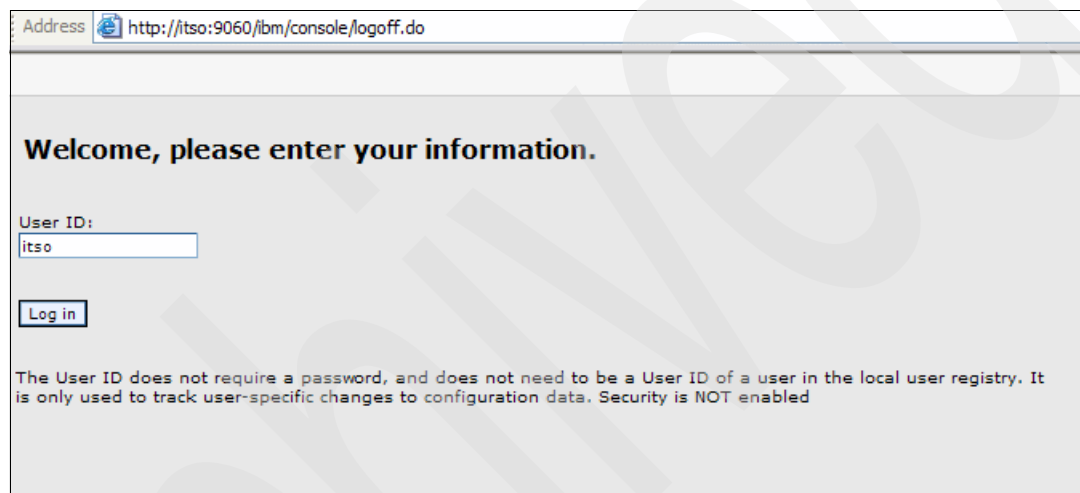 Address http://itso:9060/ibm/console/logoff.do
Welcome, please enter your information.
User ID:
itso
Log in
The User ID does not require a password, and does not need to be a User ID of a user in the local user registry. It
is only used to track user-specific changes to configuration data. Security is NOT enabled